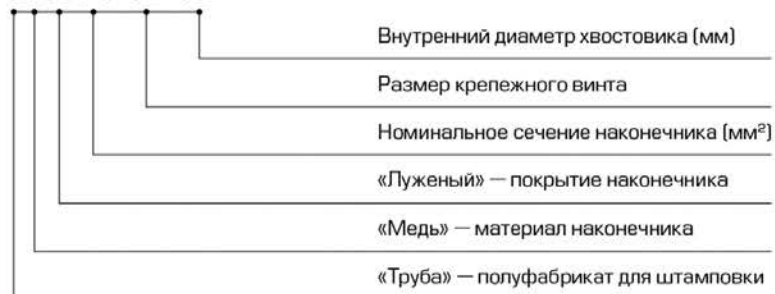 Внутренний диаметр хвостовика (мм)
Размер крепежного винта
Номинальное сечение наконечника (мм²)
«Луженый» — покрытие наконечника
«Медь» — материал наконечника
«Труба» — полуфабрикат для штамповки